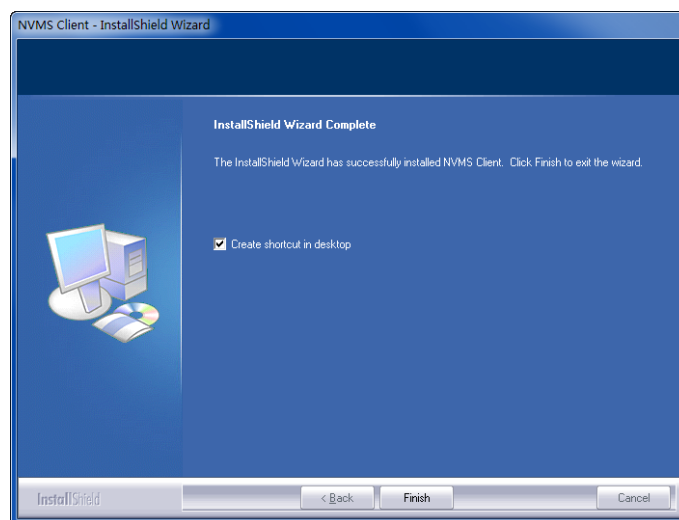 NVMS Client - InstallShield Wizard
InstallShield Wizard Complete
The InstallShield Wizard has successfully installed NVMS Client. Click Finish to exit the wizard.
Create shortcut in desktop
InstallShield
< Back
Finish
Cancel